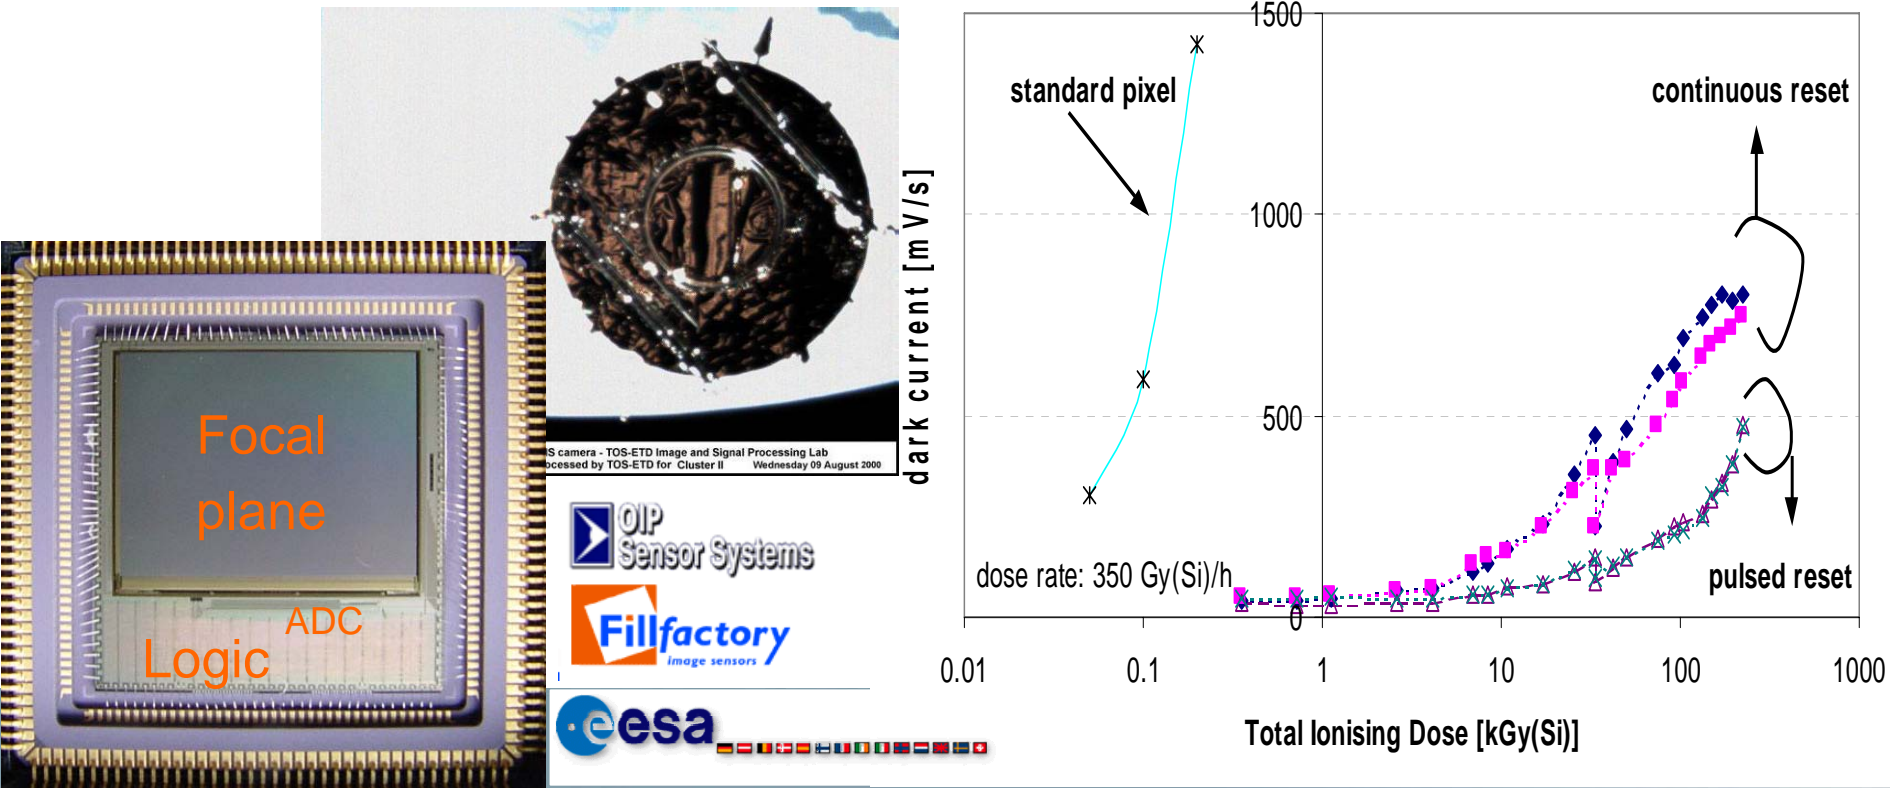 Focal
plane
ADC
Logic
IS camera - TOS-ETD Image and Signal Processing Lab
ocessed by TOS-ETD for Cluster II Wednesday 09 August 2000
OIP
Sensor Systems
Fillfactory
image sensors
esa
1500
1000
500
0
dark current [mV/s]
standard pixel
continuous reset
pulsed reset
dose rate: 350 Gy(Si)/h
0.01 0.1 1 10 100 1000
Total Ionising Dose [kGy(Si)]